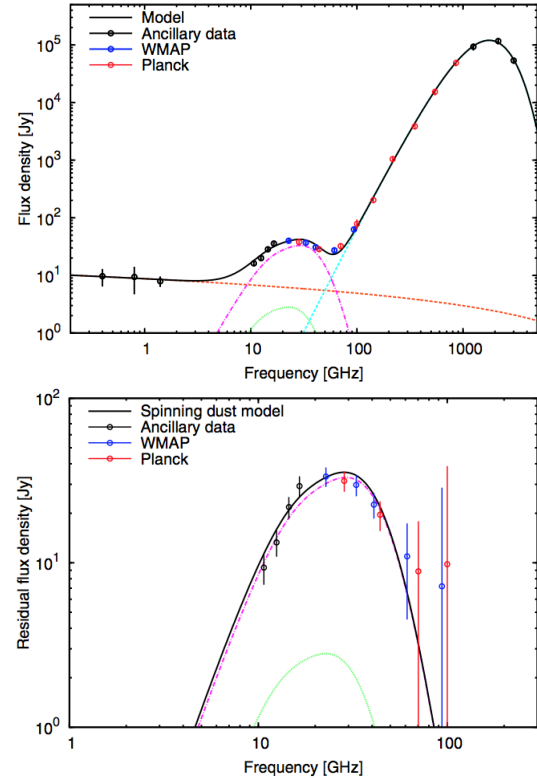 Model
Ancillary data
WMAP
Planck
Flux density [Jy]
10^5
10^4
10^3
10^2
10^1
10^0
1 10 100 1000
Frequency [GHz]
Spinning dust model
Ancillary data
WMAP
Planck
Residual flux density [Jy]
10^2
10^1
10^0
1 10 100
Frequency [GHz]